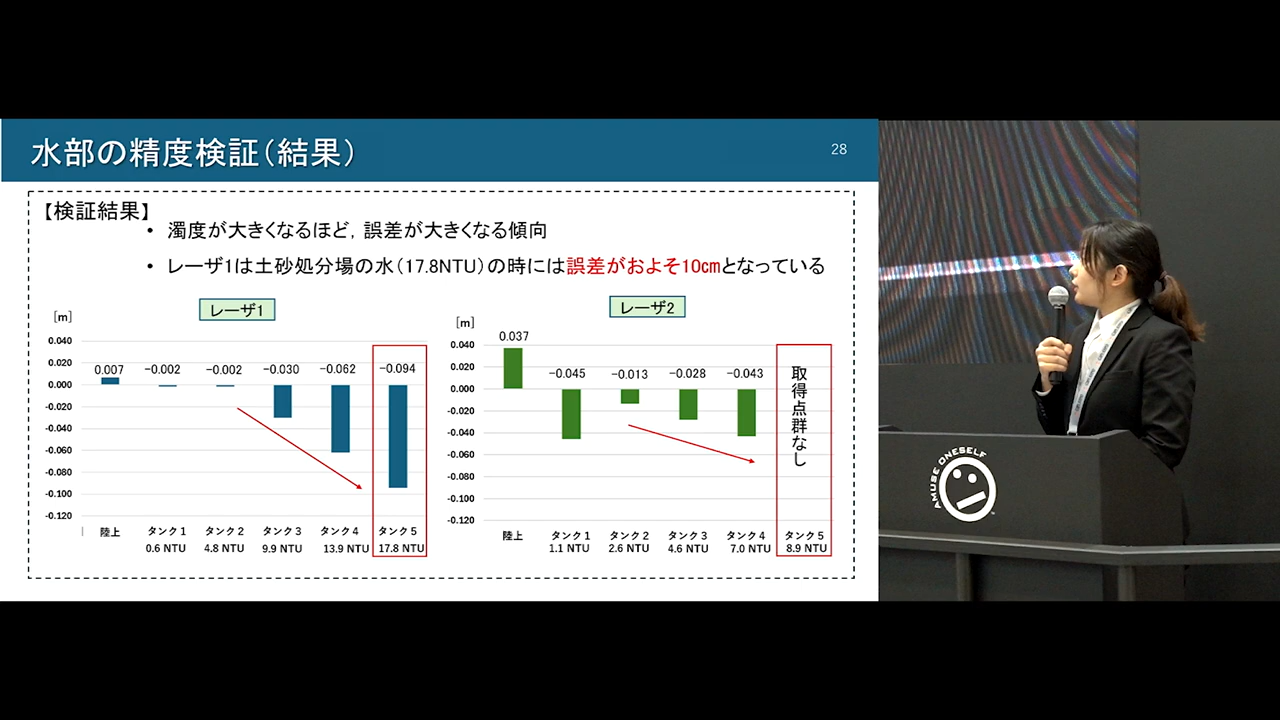 水部の精度検証（結果）
28
【検証結果】
• 濁度が大きくなるほど，誤差が大きくなる傾向
• レーザ1は土砂処分場の水（17.8NTU）の時には誤差がおよそ10㎝となっている
レーザ1
[m]
0.040
0.020
0.000
-0.020
-0.040
-0.060
-0.080
-0.100
-0.120
0.007 −0.002 −0.002 −0.030 −0.062 −0.094
陸上 タンク１ タンク２ タンク３ タンク４ タンク５
0.6 NTU 4.8 NTU 9.9 NTU 13.9 NTU 17.8 NTU
レーザ2
[m]
0.040
0.020
0.000
-0.020
-0.040
-0.060
-0.080
-0.100
-0.120
0.037 −0.045 −0.013 −0.028 −0.043
取得点群なし
陸上 タンク１ タンク２ タンク３ タンク４ タンク５
1.1 NTU 2.6 NTU 4.6 NTU 7.0 NTU 8.9 NTU
AMUSE ONESELF